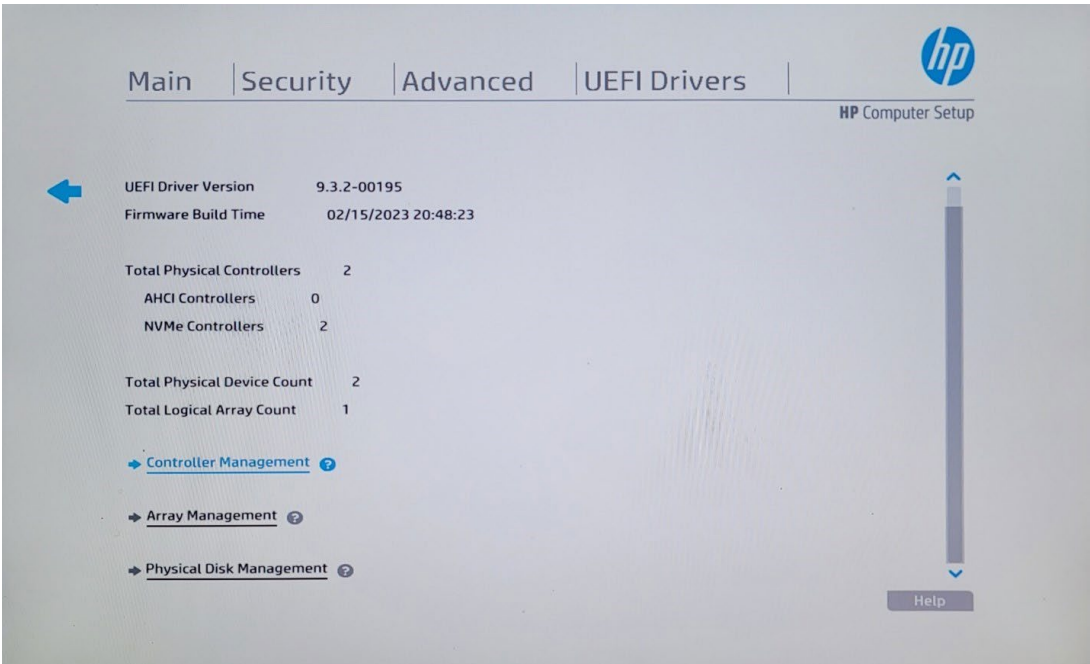 hp
Main Security Advanced UEFI Drivers
HP Computer Setup
UEFI Driver Version 9.3.2-00195
Firmware Build Time 02/15/2023 20:48:23
Total Physical Controllers 2
AHCI Controllers 0
NVMe Controllers 2
Total Physical Device Count 2
Total Logical Array Count 1
Controller Management ?
Array Management ?
Physical Disk Management ?
Help